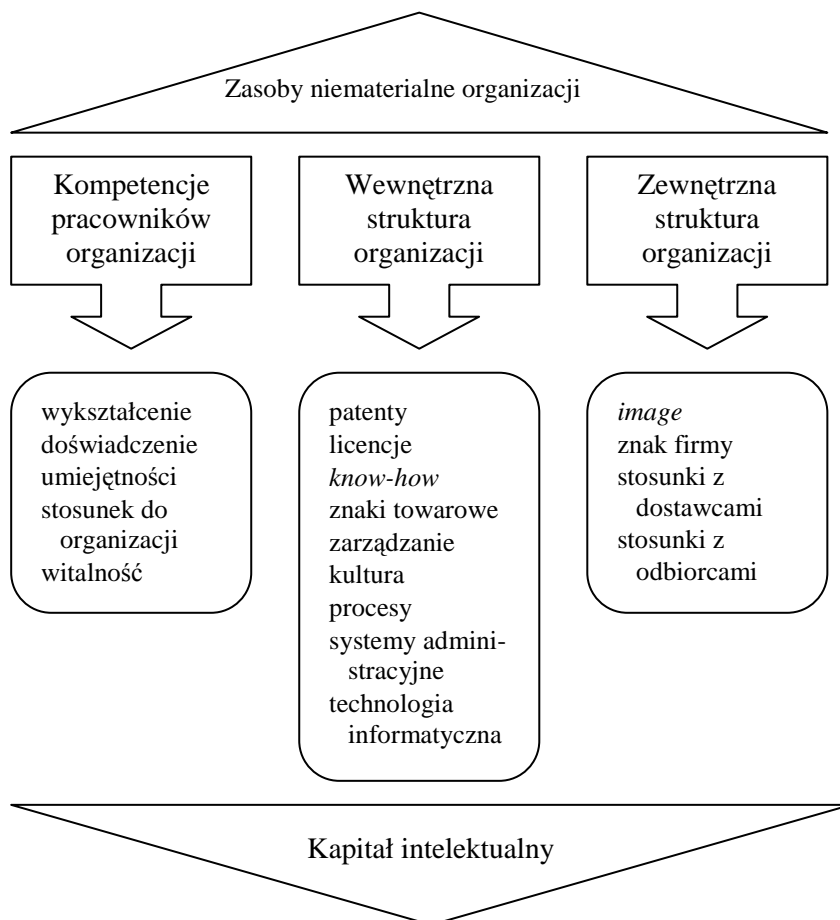 Zasoby niematerialne organizacji
Kompetencje
pracowników
organizacji
Wewnętrzna
struktura
organizacji
Zewnętrzna
struktura
organizacji
wykształcenie
doświadczenie
umiejętności
stosunek do
organizacji
witalność
patenty
licencje
know-how
znaki towarowe
zarządzanie
kultura
procesy
systemy admini-
stracyjne
technologia
informatyczna
image
znak firmy
stosunki z
dostawcami
stosunki z
odbiorcami
Kapitał intelektualny